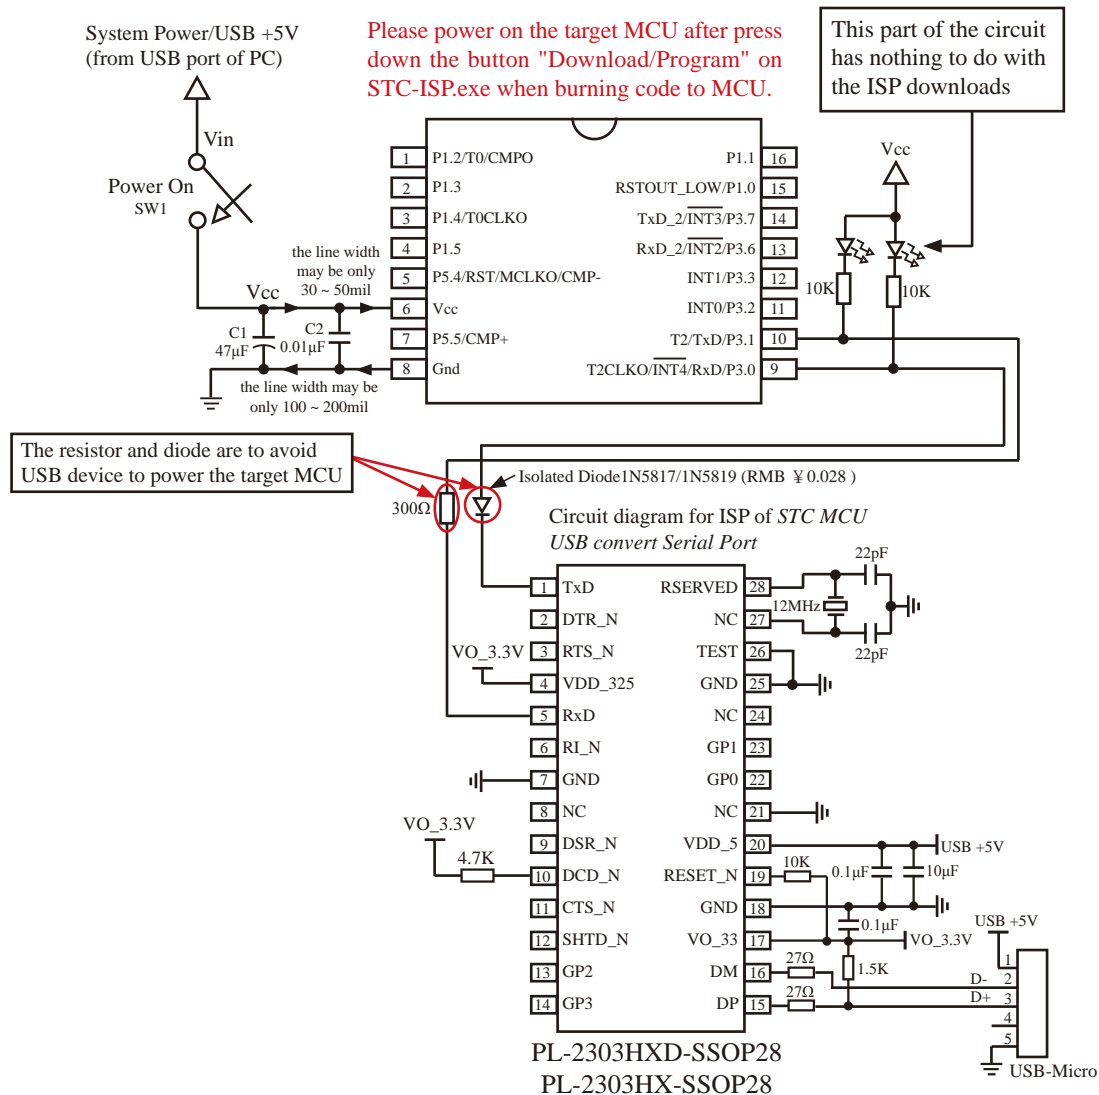 System Power/USB +5V
(from USB port of PC)
Please power on the target MCU after press
down the button "Download/Program" on
STC-ISP.exe when burning code to MCU.
This part of the circuit
has nothing to do with
the ISP downloads
Vin
Power On
SW1
Vcc
the line width
may be only
30 ~ 50mil
C1
47µF
C2
0.01µF
the line width may be
only 100 ~ 200mil
1 P1.2/T0/CMPO
2 P1.3
3 P1.4/T0CLKO
4 P1.5
5 P5.4/RST/MCLKO/CMP-
6 Vcc
7 P5.5/CMP+
8 Gnd
P1.1 16
RSTOUT_LOW/P1.0 15
TxD_2/INT3/P3.7 14
RxD_2/INT2/P3.6 13
INT1/P3.3 12
INT0/P3.2 11
T2/TxD/P3.1 10
T2CLKO/INT4/RxD/P3.0 9
Vcc
10K
10K
The resistor and diode are to avoid
USB device to power the target MCU
300Ω
Isolated Diode1N5817/1N5819 (RMB ¥0.028 )
Circuit diagram for ISP of STC MCU
USB convert Serial Port
1 TxD
2 DTR_N
3 RTS_N
VO_3.3V
4 VDD_325
5 RxD
6 RI_N
7 GND
8 NC
VO_3.3V
9 DSR_N
4.7K
10 DCD_N
11 CTS_N
12 SHTD_N
13 GP2
14 GP3
RSERVED 28
NC 27
TEST 26
GND 25
NC 24
GP1 23
GP0 22
NC 21
VDD_5 20
RESET_N 19
GND 18
VO_33 17
DM 16
DP 15
22pF
12MHz
22pF
USB +5V
10K
0.1µF
10µF
0.1µF
VO_3.3V
USB +5V
27Ω
1.5K
27Ω
D-
D+
1
2
3
4
5
USB-Micro
PL-2303HXD-SSOP28
PL-2303HX-SSOP28